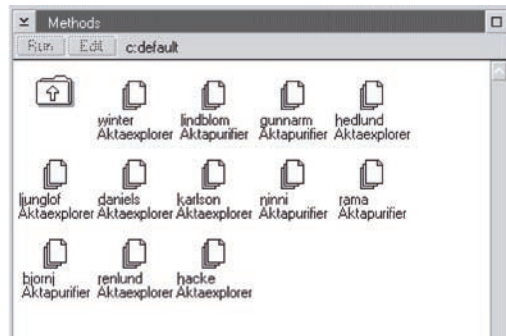 Methods
Run Edit c:default
winter lindblom gunnarm hedlund
Aktaexplorer Aktapurifier Aktapurifier Aktaexplorer
ljunglof daniels karlson ninni rama
Aktaexplorer Aktaexplorer Aktaexplorer Aktapurifier Aktapurifier
bjornj renlund hacke
Aktapurifier Aktaexplorer Aktaexplorer